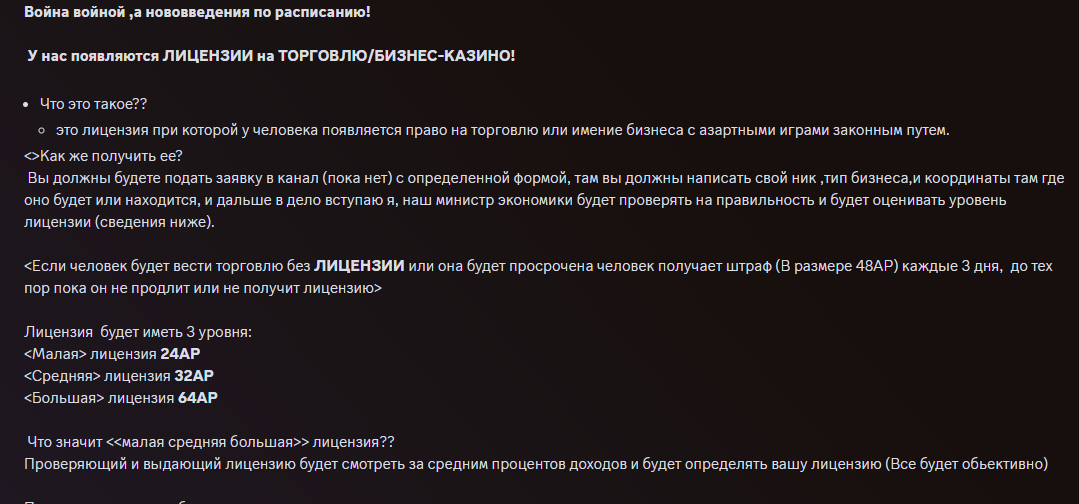 Война войной ,а нововведения по расписанию!
У нас появляются ЛИЦЕНЗИИ на ТОРГОВЛЮ/БИЗНЕС-КАЗИНО!
• Что это такое??
◦ это лицензия при которой у человека появляется право на торговлю или имение бизнеса с азартными играми законным путем.
<>Как же получить ее?
Вы должны будете подать заявку в канал (пока нет) с определенной формой, там вы должны написать свой ник ,тип бизнеса,и координаты там где
оно будет или находится, и дальше в дело вступаю я, наш министр экономики будет проверять на правильность и будет оценивать уровень
лицензии (сведения ниже).
<Если человек будет вести торговлю без ЛИЦЕНЗИИ или она будет просрочена человек получает штраф (В размере 48АР) каждые 3 дня,  до тех
пор пока он не продлит или не получит лицензию>
Лицензия  будет иметь 3 уровня:
<Малая> лицензия 24АР
<Средняя> лицензия 32АР
<Большая> лицензия 64АР
Что значит <<малая средняя большая>> лицензия??
Проверяющий и выдающий лицензию будет смотреть за средним процентов доходов и будет определять вашу лицензию (Все будет обьективно)